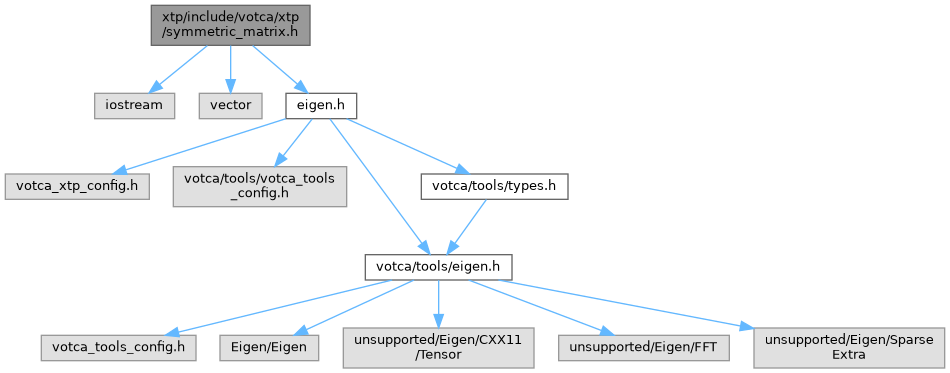 xtp/include/votca/xtp
/symmetric_matrix.h
iostream
vector
eigen.h
votca_xtp_config.h
votca/tools/votca_tools
_config.h
votca/tools/types.h
votca/tools/eigen.h
votca_tools_config.h
Eigen/Eigen
unsupported/Eigen/CXX11
/Tensor
unsupported/Eigen/FFT
unsupported/Eigen/Sparse
Extra